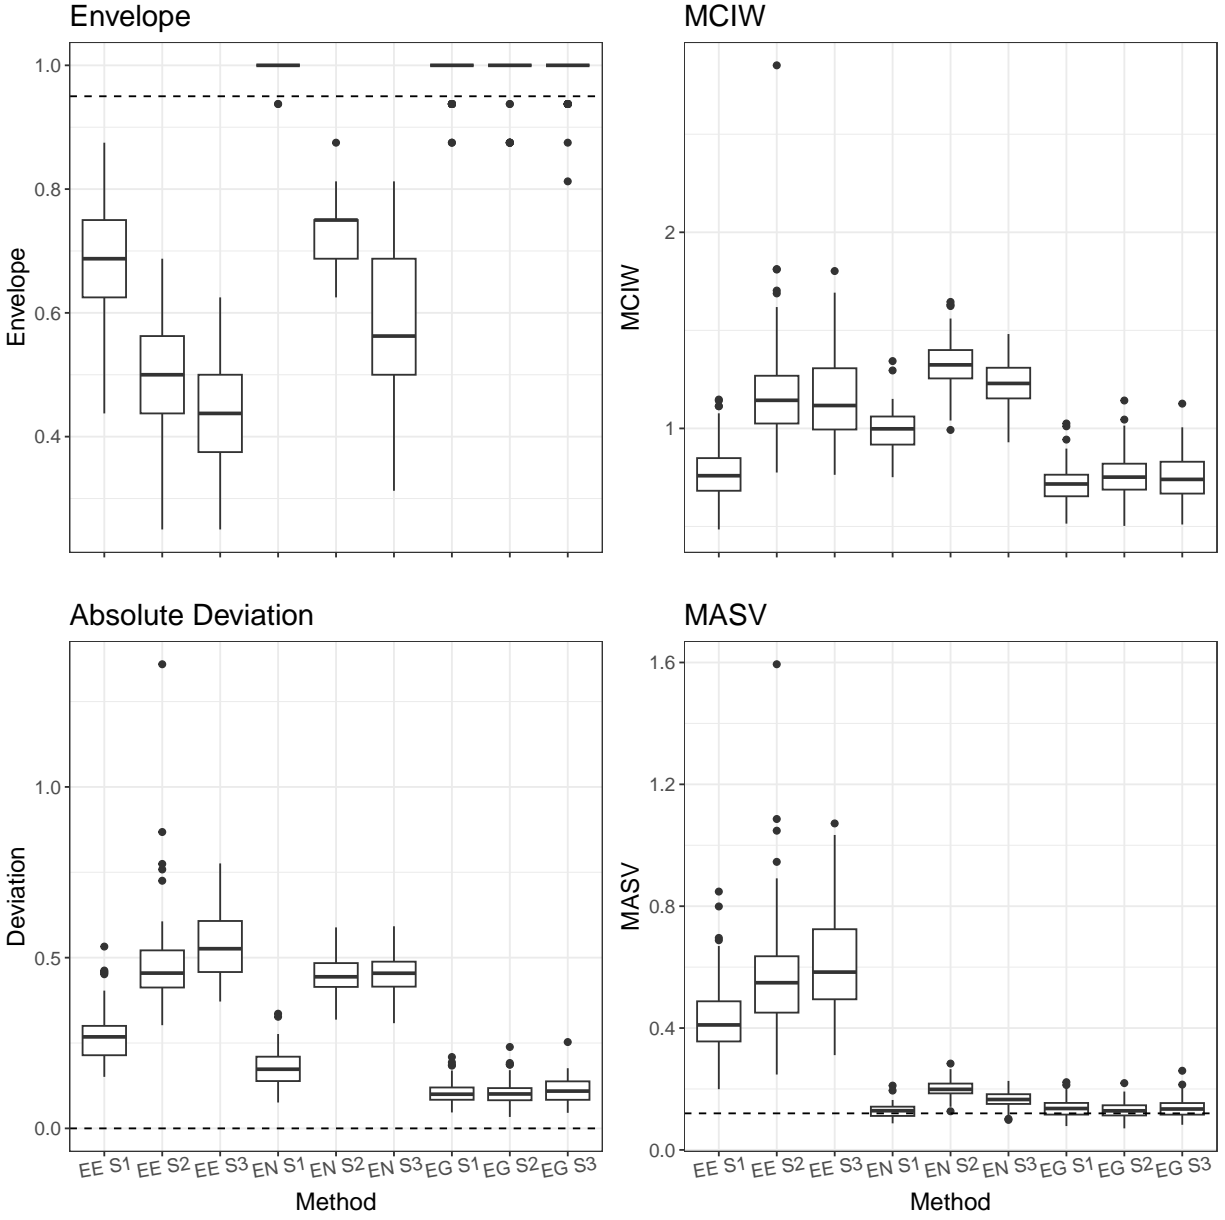 Envelope
Envelope
1.0
0.8
0.6
0.4
MCIW
MCIW
2
1
Absolute Deviation
Deviation
1.0
0.5
0.0
EE S1 EE S2 EE S3 EN S1 EN S2 EN S3 EG S1 EG S2 EG S3
Method
MASV
MASV
1.6
1.2
0.8
0.4
0.0
EE S1 EE S2 EE S3 EN S1 EN S2 EN S3 EG S1 EG S2 EG S3
Method